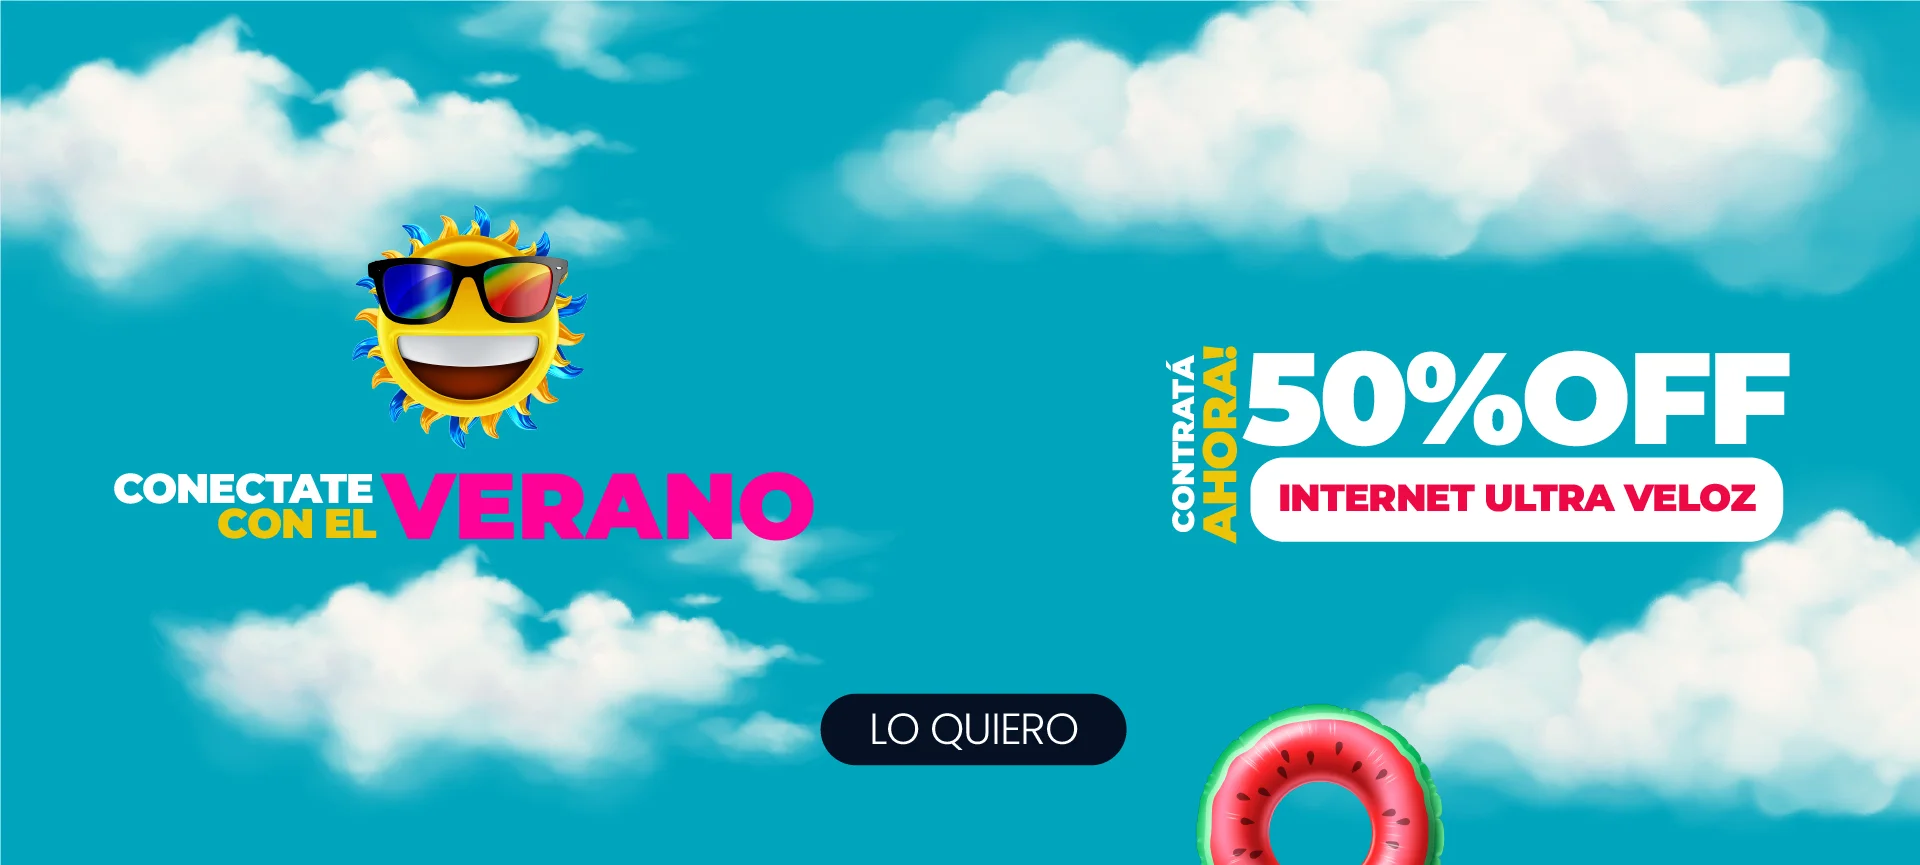 CONECTATE
CON EL
VERANO
CONTRATÁ
AHORA!
50%OFF
INTERNET ULTRA VELOZ
LO QUIERO